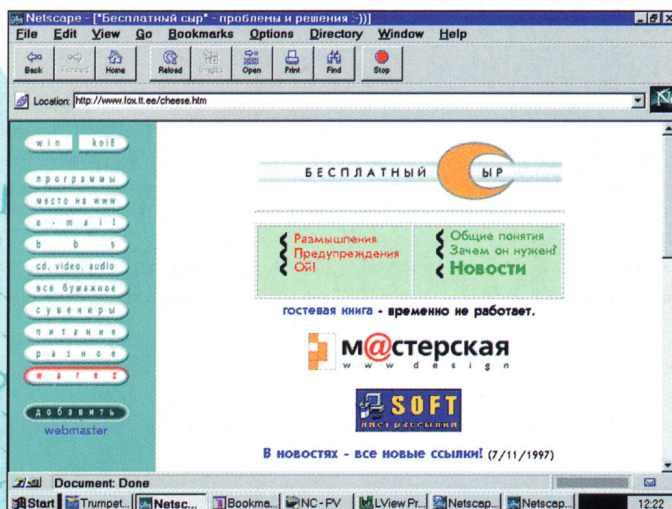 Netscape - ["Бесплатный сыр" - проблемы и решения :-))]
File Edit View Go Bookmarks Options Directory Window Help
Back Forward Home Reload Images Open Print Find Stop
Location: http://www.fox.tt.ee/cheese.htm
win koi8
программы
место на www
e-mail
bbs
cd, video, audio
все бумажное
сувениры
питание
разное
warez
добавить
webmaster
БЕСПЛАТНЫЙ СЫР
Размышления
Предупреждения
Ой!
Общие понятия
Зачем он нужен?
Новости
гостевая книга - временно не работает.
м@стерская
www design
SOFT
лист рассылки
В новостях - все новые ссылки! (7/11/1997)
Document: Done
Start Trumpet... Netsc... Bookma... NC-PV LView Pr... Netscap... Netscap... 12:22